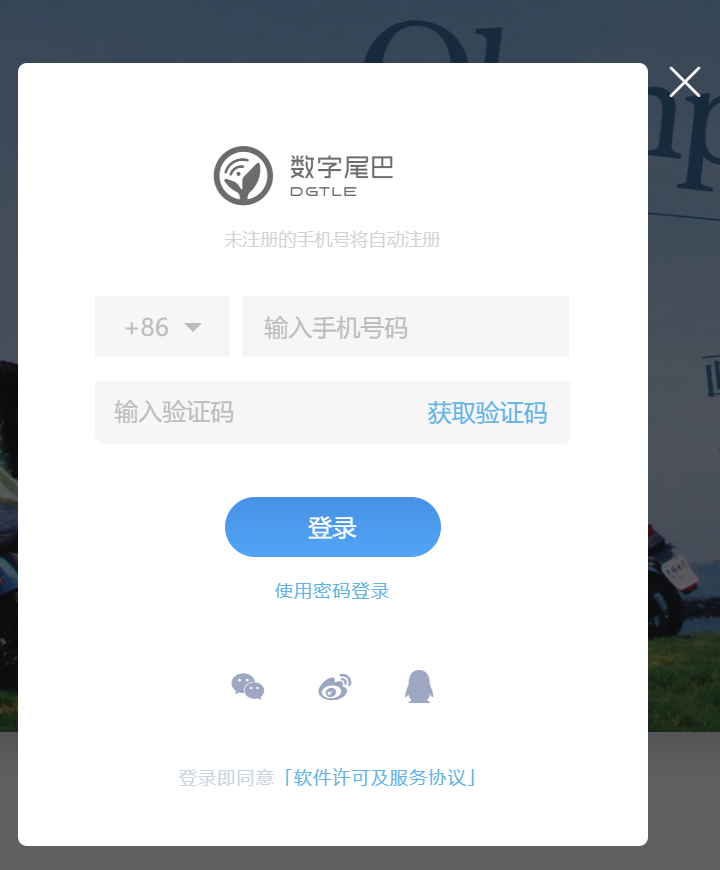 数字尾巴
DGTLE
未注册的手机号将自动注册
+86
输入手机号码
输入验证码
获取验证码
登录
使用密码登录
登录即同意「软件许可及服务协议」